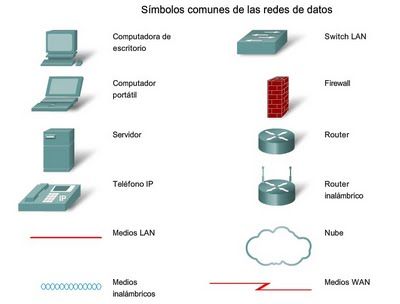 Símbolos comunes de las redes de datos
Computadora de
escritorio
Switch LAN
Computador
portátil
Firewall
Servidor
Router
Teléfono IP
IP
Router
inalámbrico
Medios LAN
Nube
Medios
inalámbricos
Medios WAN